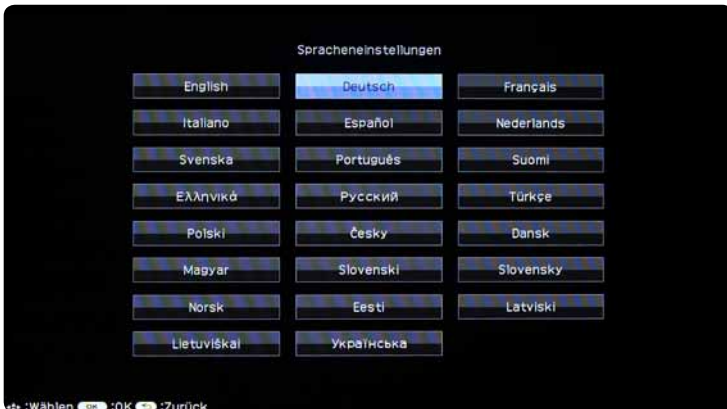 Spracheneinstellungen
English Deutsch Français
Italiano Español Nederlands
Svenska Português Suomi
Ελληνικά Русский Türkçe
Polski Česky Dansk
Magyar Slovenski Slovensky
Norsk Eesti Latviski
Lietuviškai Українська
:Wählen OK :OK :Zurück